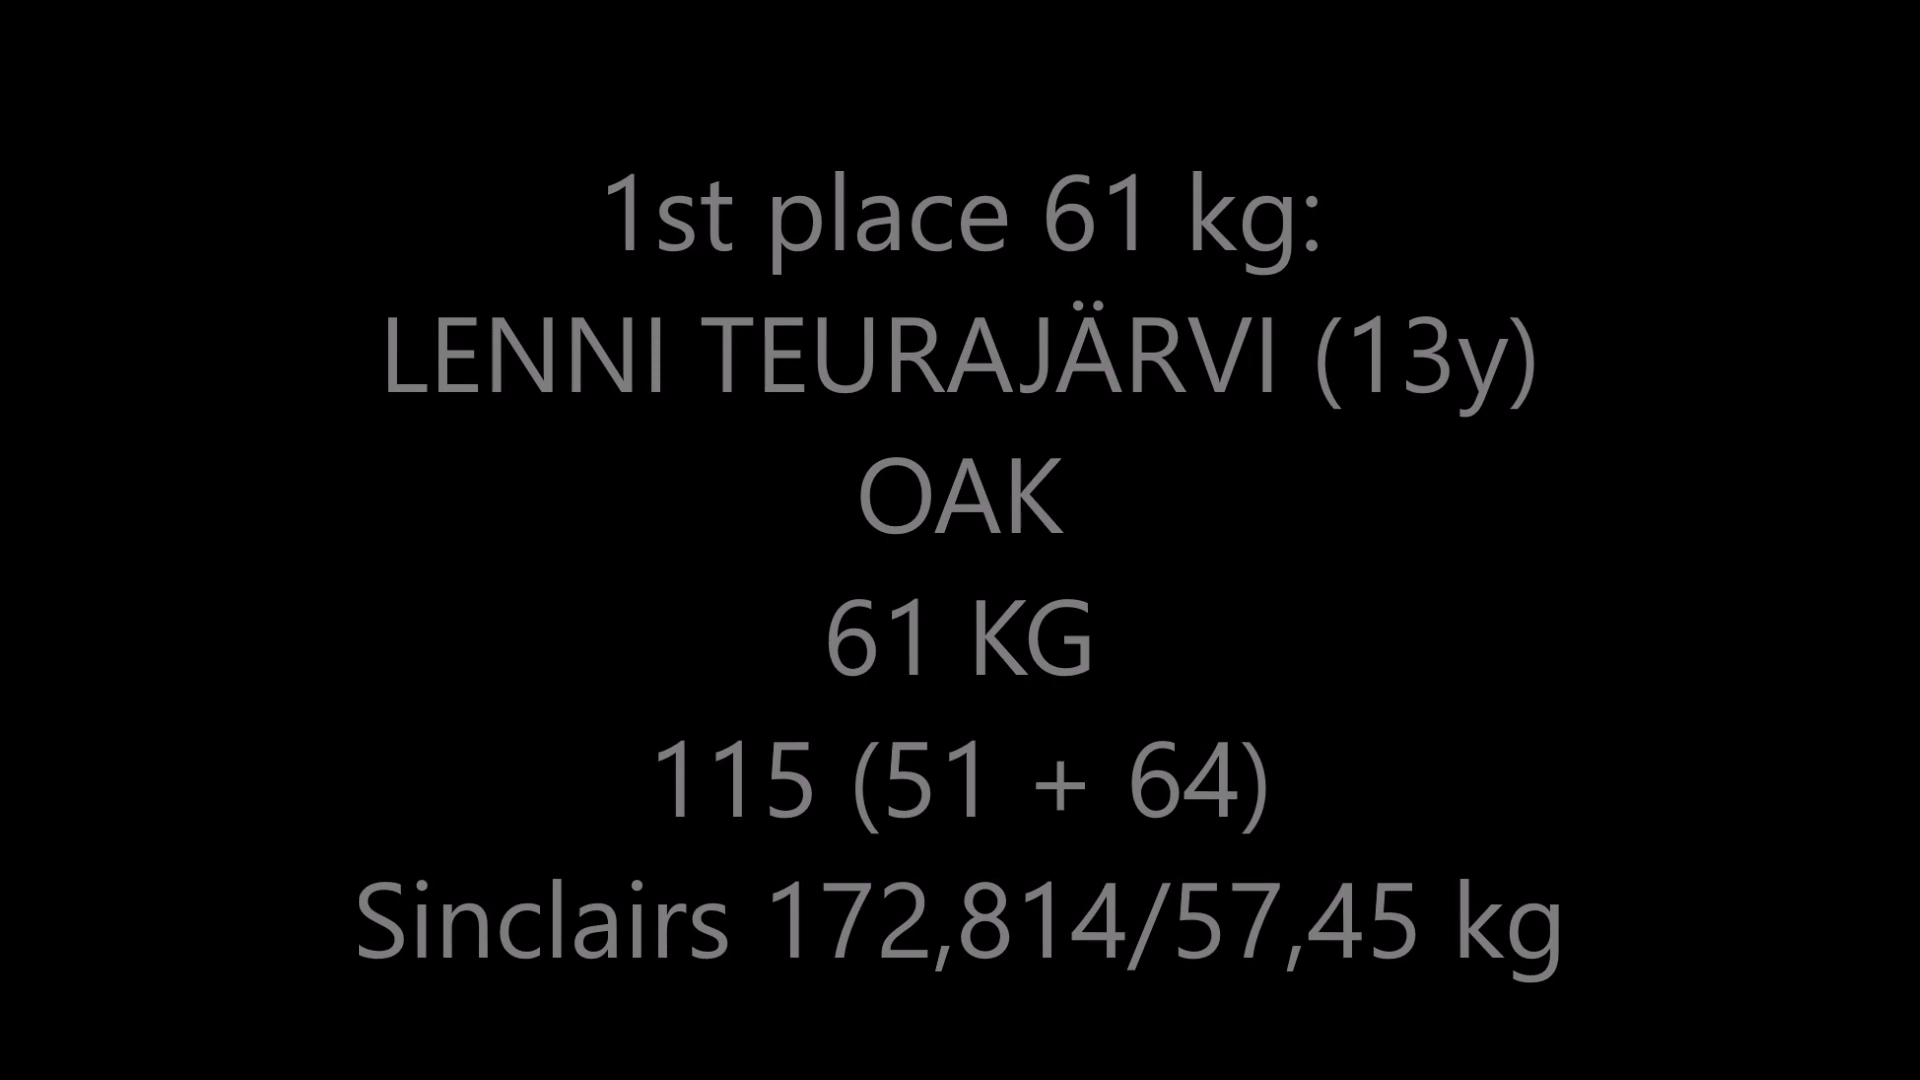 1st place 61 kg:
LENNI TEURAJÄRVI (13y)
OAK
61 KG
115 (51 + 64)
Sinclairs 172,814/57,45 kg